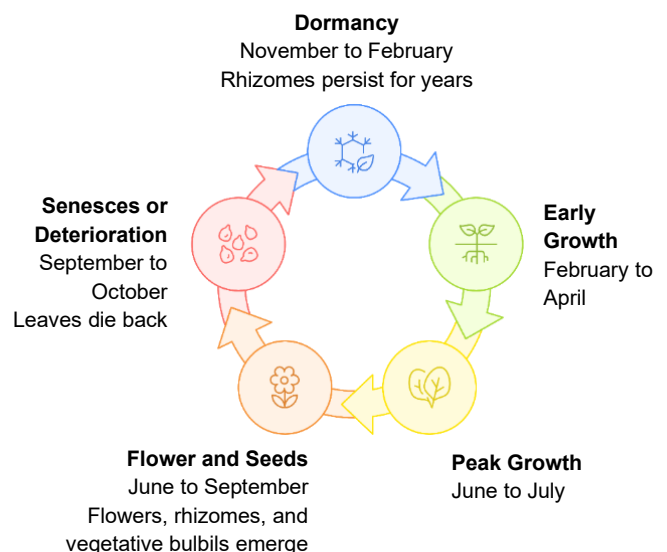 Dormancy
November to February
Rhizomes persist for years
Early
Growth
February to
April
Peak Growth
June to July
Flower and Seeds
June to September
Flowers, rhizomes, and
vegetative bulbils emerge
Senesces or
Deterioration
September to
October
Leaves die back